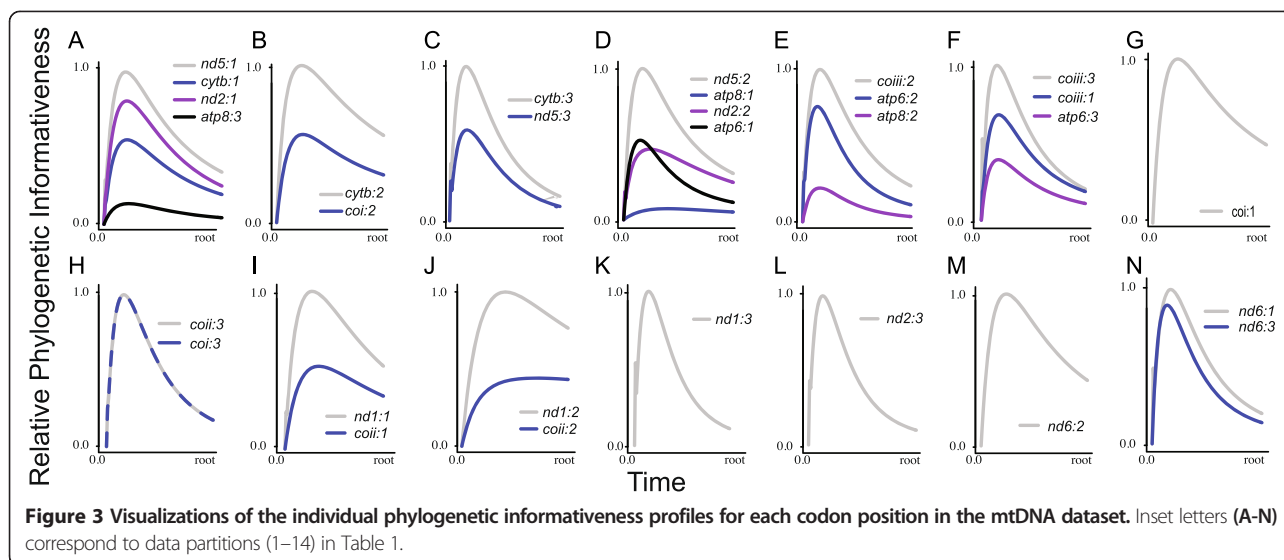 Relative Phylogenetic Informativeness
A
1.0
0.0
0.0
root
nd5:1
cytb:1
nd2:1
atp8:3
B
1.0
0.0
0.0
root
cytb:2
coi:2
C
1.0
0.0
0.0
root
cytb:3
nd5:3
D
1.0
0.0
0.0
root
nd5:2
atp8:1
nd2:2
atp6:1
E
1.0
0.0
0.0
root
coiii:2
atp6:2
atp8:2
F
1.0
0.0
0.0
root
coiii:3
coiii:1
atp6:3
G
1.0
0.0
0.0
root
coi:1
H
1.0
0.0
0.0
root
coii:3
coi:3
I
1.0
0.0
0.0
root
nd1:1
coii:1
J
1.0
0.0
0.0
root
nd1:2
coii:2
K
1.0
0.0
0.0
root
nd1:3
L
1.0
0.0
0.0
root
nd2:3
M
1.0
0.0
0.0
root
nd6:2
N
1.0
0.0
0.0
root
nd6:1
nd6:3
Time
Figure 3 Visualizations of the individual phylogenetic informativeness profiles for each codon position in the mtDNA dataset. Inset letters (A-N)
correspond to data partitions (1–14) in Table 1.